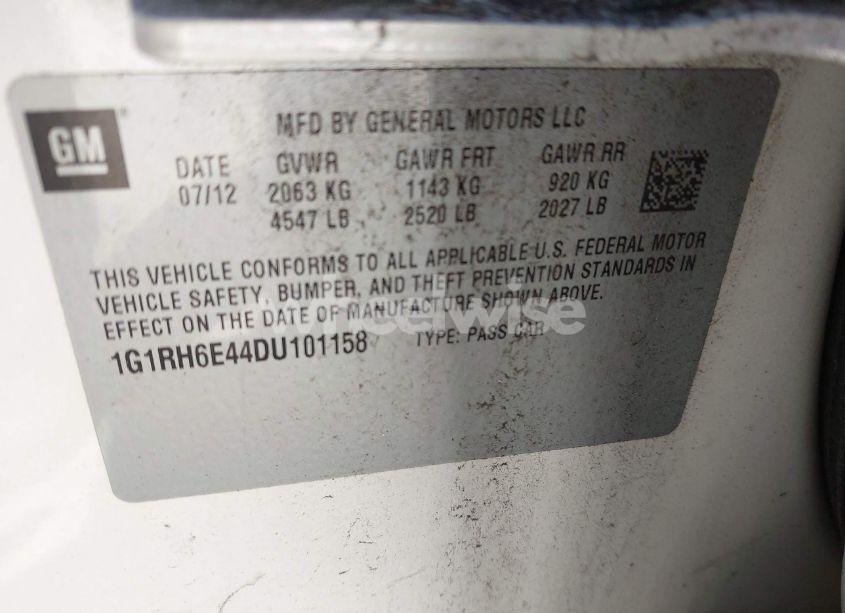 GM
MFD BY GENERAL MOTORS LLC
DATE GVWR GAWR FRT GAWR RR
07/12 2063 KG 1143 KG 920 KG
4547 LB 2520 LB 2027 LB
THIS VEHICLE CONFORMS TO ALL APPLICABLE U.S. FEDERAL MOTOR
VEHICLE SAFETY, BUMPER, AND THEFT PREVENTION STANDARDS IN
EFFECT ON THE DATE OF MANUFACTURE SHOWN ABOVE.
1G1RH6E44DU101158 TYPE: PASS CAR